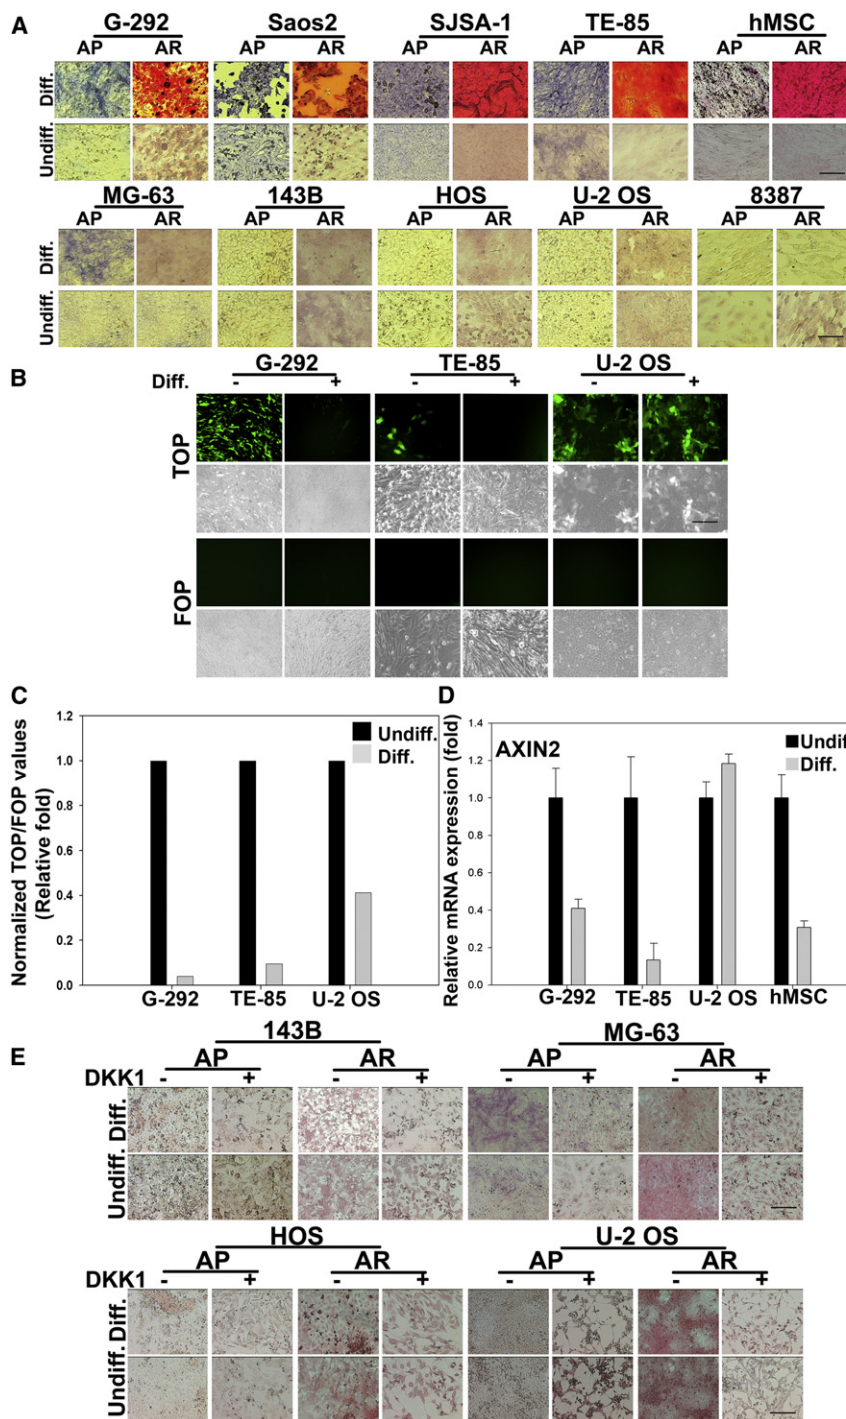 A
G-292 Saos2 SJSA-1 TE-85 hMSC
AP AR AP AR AP AR AP AR AP AR
Diff.
Undiff.
MG-63 143B HOS U-2 OS 8387
AP AR AP AR AP AR AP AR AP AR
Diff.
Undiff.
B
G-292 TE-85 U-2 OS
Diff. - + - + - +
TOP
FOP
C
Normalized TOP/FOP values
(Relative fold)
1.2
1.0
0.8
0.6
0.4
0.2
0.0
Undiff.
Diff.
G-292 TE-85 U-2 OS
D
Relative mRNA expression (fold)
1.4
1.2
1.0
0.8
0.6
0.4
0.2
0.0
AXIN2
Undif
Diff.
G-292 TE-85 U-2 OS hMSC
E
143B MG-63
AP AR AP AR
DKK1 - + - + - + - +
Diff.
Undiff.
HOS U-2 OS
AP AR AP AR
DKK1 - + - + - + - +
Diff.
Undiff.